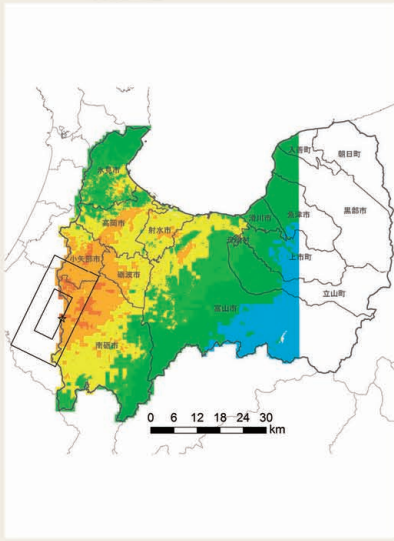 氷見市
高岡市
射水市
小矢部市
砺波市
南砺市
富山市
舟橋村
滑川市
魚津市
入善町
朝日町
黒部市
上市町
立山町
0 6 12 18 24 30
km